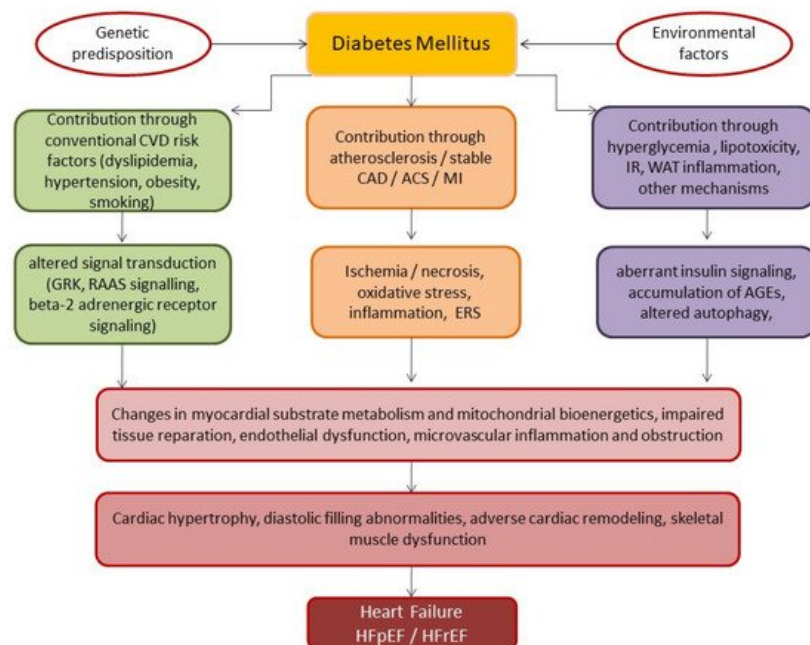 Genetic
predisposition
Diabetes Mellitus
Environmental
factors
Contribution through
conventional CVD risk
factors (dyslipidemia,
hypertension, obesity,
smoking)
Contribution through
atherosclerosis / stable
CAD / ACS / MI
Contribution through
hyperglycemia , lipotoxicity,
IR, WAT inflammation,
other mechanisms
altered signal transduction
(GRK, RAAS signalling,
beta-2 adrenergic receptor
signaling)
Ischemia / necrosis,
oxidative stress,
inflammation, ERS
aberrant insulin signaling,
accumulation of AGEs,
altered autophagy,
Changes in myocardial substrate metabolism and mitochondrial bioenergetics, impaired
tissue reparation, endothelial dysfunction, microvascular inflammation and obstruction
Cardiac hypertrophy, diastolic filling abnormalities, adverse cardiac remodeling, skeletal
muscle dysfunction
Heart Failure
HFpEF / HFrEF